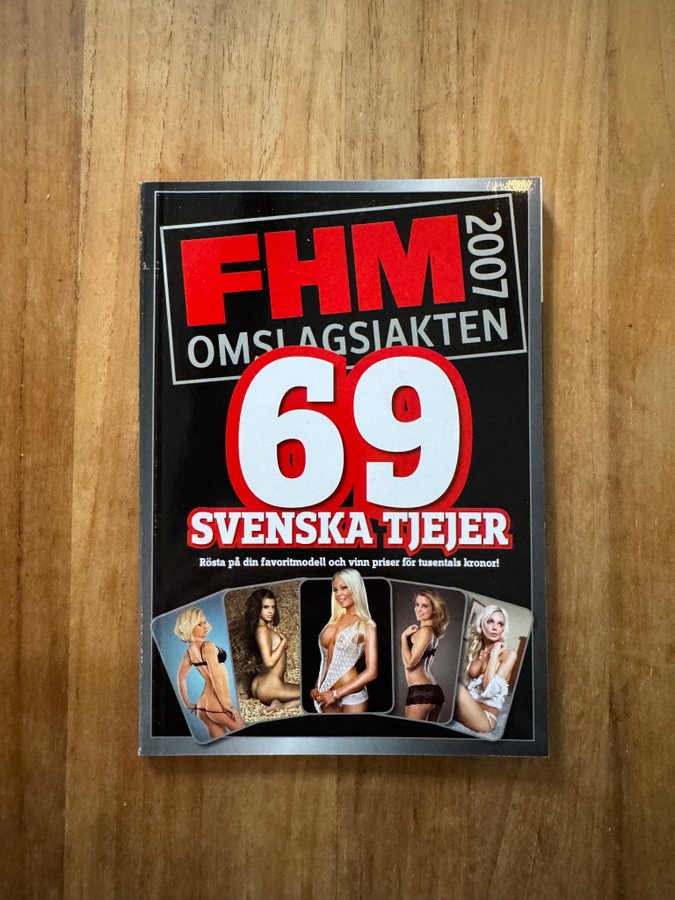 FHM 2007
OMSLAGSJAKTEN
69
SVENSKA TJEJER
Rösta på din favoritmodell och vinn priser för tusentals kronor!